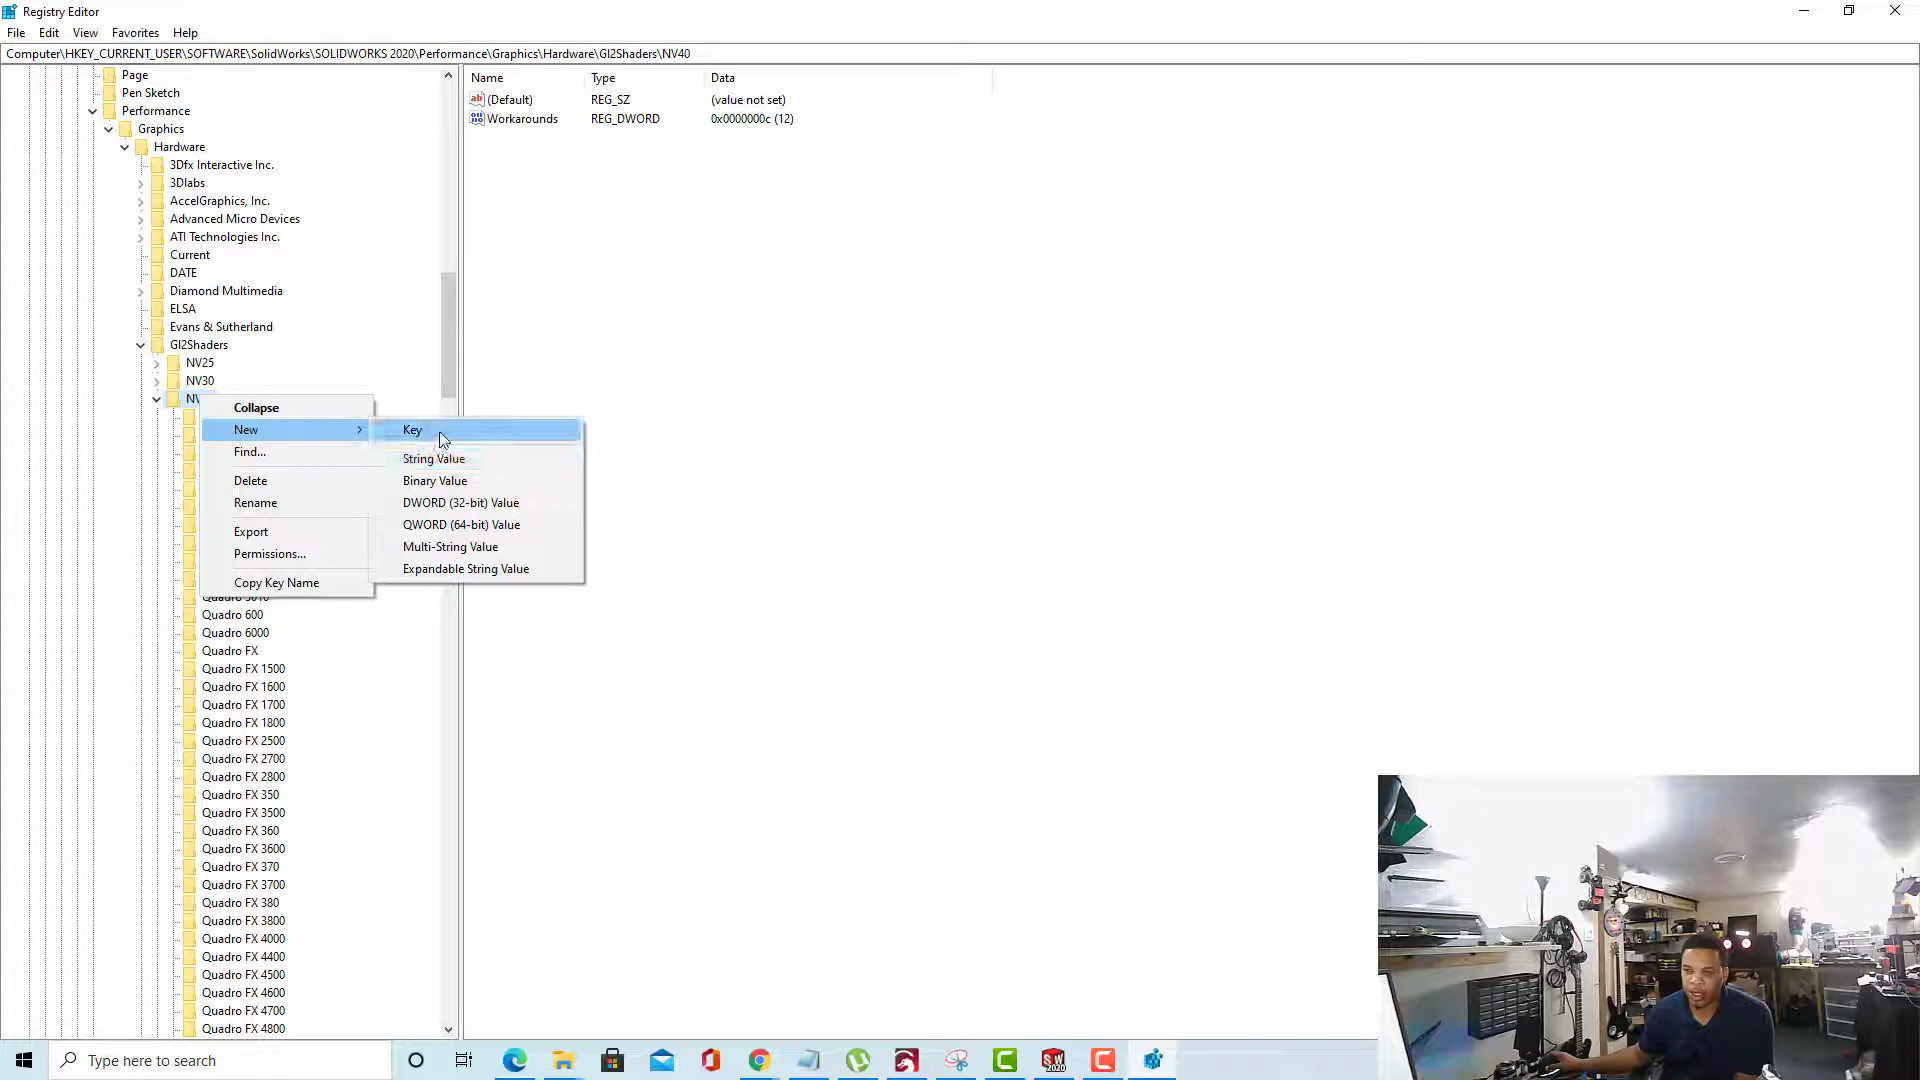 Registry Editor
File Edit View Favorites Help
Computer\HKEY_CURRENT_USER\SOFTWARE\SolidWorks\SOLIDWORKS 2020\Performance\Graphics\Hardware\GI2Shaders\NV40
Page
Pen Sketch
Performance
Graphics
Hardware
3Dfx Interactive Inc.
3Dlabs
AccelGraphics, Inc.
Advanced Micro Devices
ATI Technologies Inc.
Current
DATE
Diamond Multimedia
ELSA
Evans & Sutherland
GI2Shaders
NV25
NV30
NV
Name Type Data
(Default) REG_SZ (value not set)
Workarounds REG_DWORD 0x0000000c (12)
Collapse
New
Find...
Delete
Rename
Export
Permissions...
Copy Key Name
Key
String Value
Binary Value
DWORD (32-bit) Value
QWORD (64-bit) Value
Multi-String Value
Expandable String Value
Quadro 600
Quadro 6000
Quadro FX
Quadro FX 1500
Quadro FX 1600
Quadro FX 1700
Quadro FX 1800
Quadro FX 2500
Quadro FX 2700
Quadro FX 2800
Quadro FX 350
Quadro FX 3500
Quadro FX 360
Quadro FX 3600
Quadro FX 370
Quadro FX 3700
Quadro FX 380
Quadro FX 3800
Quadro FX 4000
Quadro FX 4400
Quadro FX 4500
Quadro FX 4600
Quadro FX 4700
Quadro FX 4800
Type here to search
SW
2020